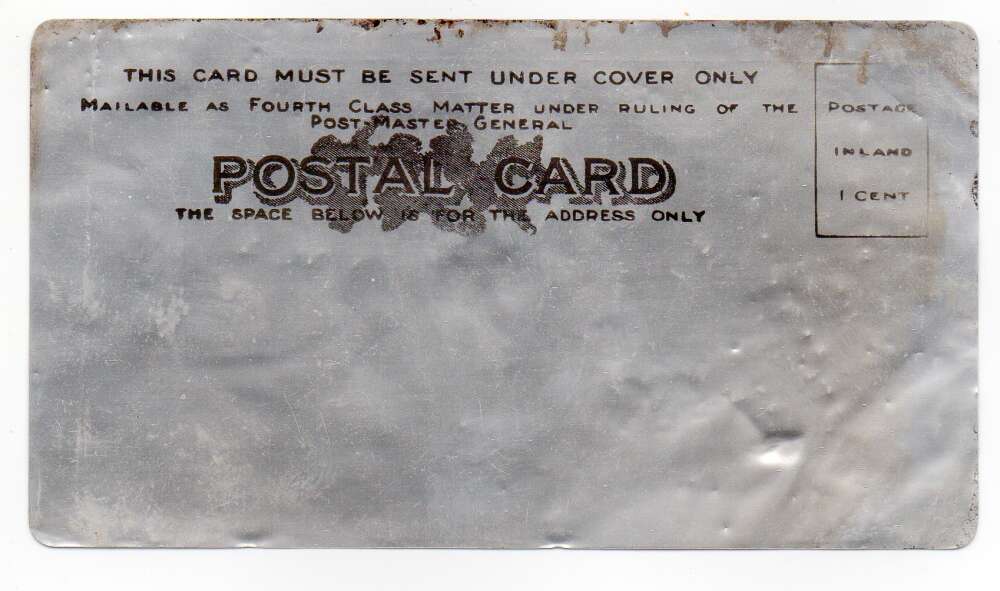 THIS CARD MUST BE SENT UNDER COVER ONLY
MAILABLE AS FOURTH CLASS MATTER UNDER RULING OF THE
POST-MASTER GENERAL
POSTAL CARD
THE SPACE BELOW IS FOR THE ADDRESS ONLY
POSTAGE
INLAND
1 CENT